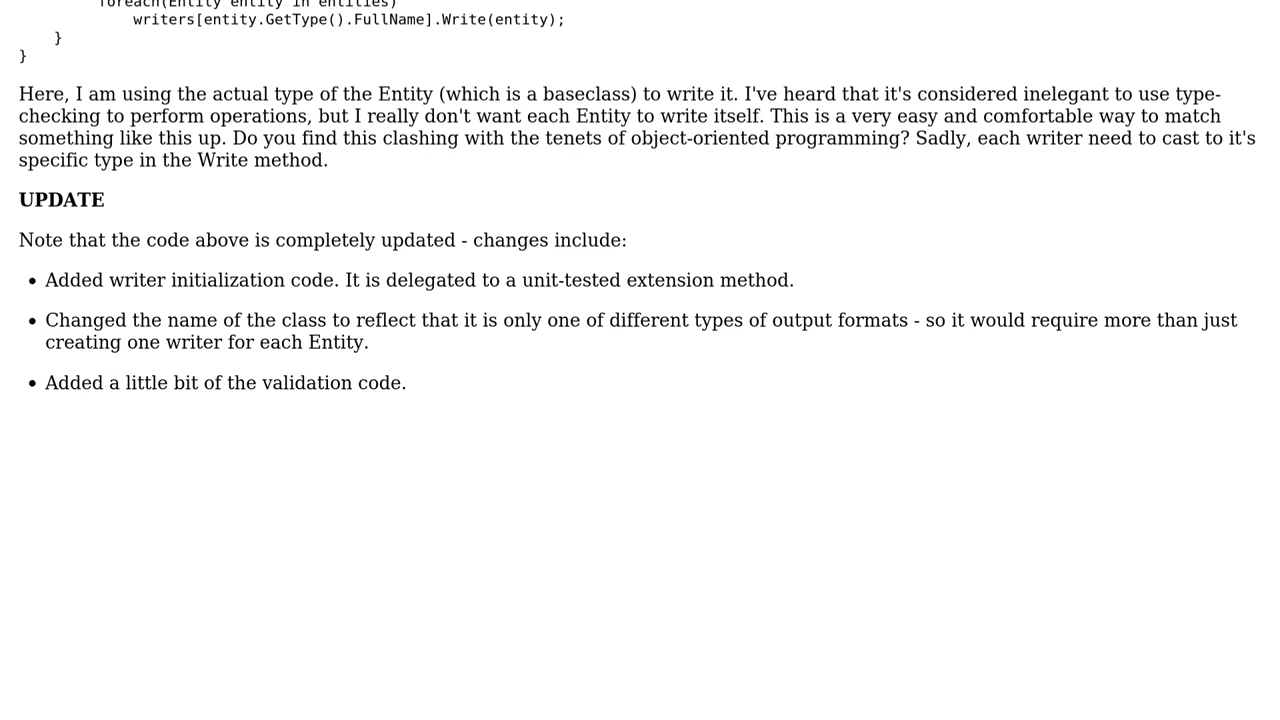 foreach(Entity entity in entities)
writers[entity.GetType().FullName].Write(entity);
}
}
Here, I am using the actual type of the Entity (which is a baseclass) to write it. I've heard that it's considered inelegant to use type-
checking to perform operations, but I really don't want each Entity to write itself. This is a very easy and comfortable way to match
something like this up. Do you find this clashing with the tenets of object-oriented programming? Sadly, each writer need to cast to it's
specific type in the Write method.
UPDATE
Note that the code above is completely updated - changes include:
• Added writer initialization code. It is delegated to a unit-tested extension method.
• Changed the name of the class to reflect that it is only one of different types of output formats - so it would require more than just
creating one writer for each Entity.
• Added a little bit of the validation code.